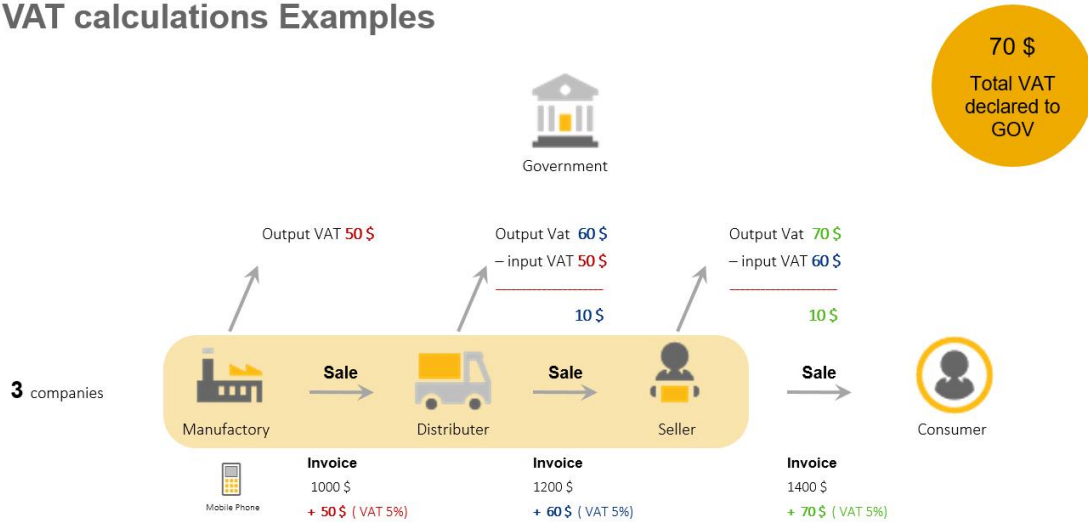 VAT calculations Examples
70 $
Total VAT
declared to
GOV
Government
Output VAT 50 $
Output Vat 60 $
– input VAT 50 $
10 $
Output Vat 70 $
– input VAT 60 $
10 $
3 companies
Sale
Sale
Sale
Manufactory
Distributer
Seller
Consumer
Mobile Phone
Invoice
1000 $
+ 50 $ ( VAT 5%)
Invoice
1200 $
+ 60 $ ( VAT 5%)
Invoice
1400 $
+ 70 $ ( VAT 5%)